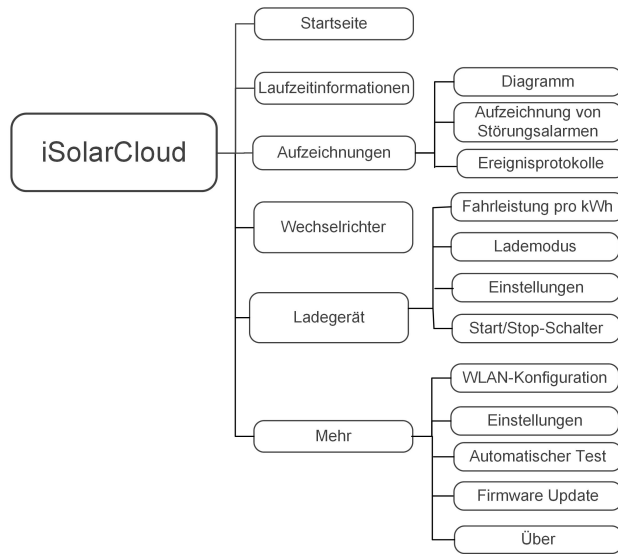 iSolarCloud
Startseite
Laufzeitinformationen
Aufzeichnungen
Diagramm
Aufzeichnung von
Störungsalarmen
Ereignisprotokolle
Wechselrichter
Ladegerät
Fahrleistung pro kWh
Lademodus
Einstellungen
Start/Stop-Schalter
Mehr
WLAN-Konfiguration
Einstellungen
Automatischer Test
Firmware Update
Über